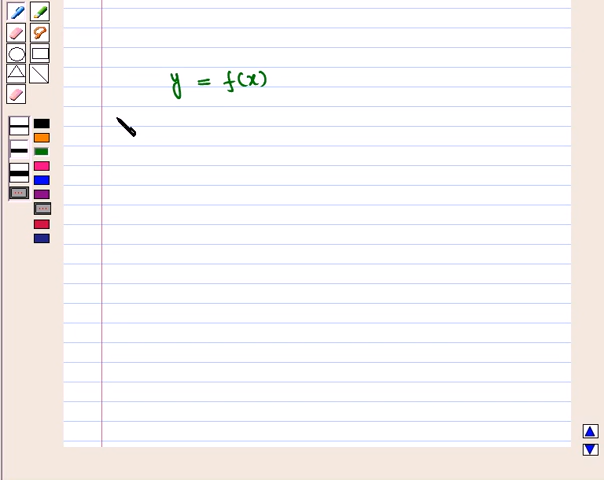 y = f(x)